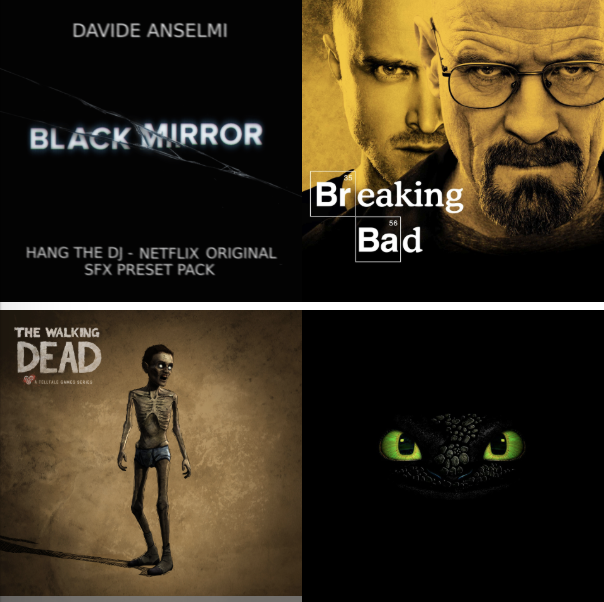 DAVIDE ANSELMI
BLACK MIRROR
HANG THE DJ - NETFLIX ORIGINAL
SFX PRESET PACK
35
Breaking
56
Bad
THE WALKING
DEAD
A TELLTALE GAMES SERIES